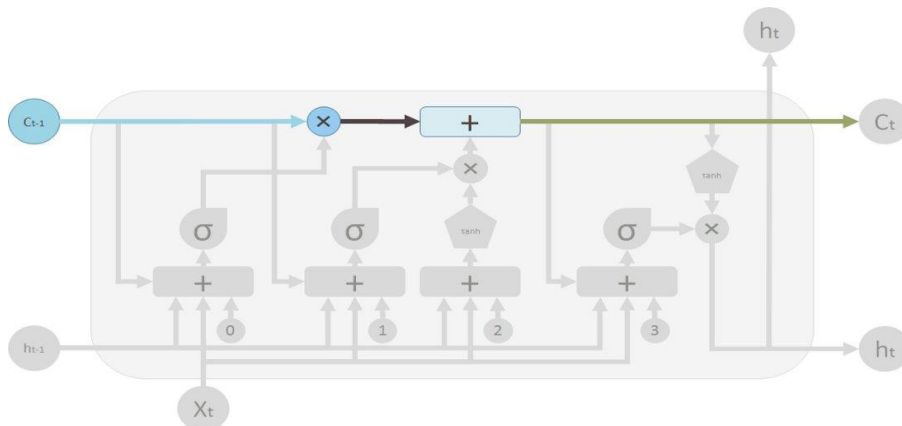 ht
Ct-1
×
+
Ct
×
tanh
σ
σ
tanh
σ
×
+
+
+
+
0
1
2
3
ht-1
ht
Xt